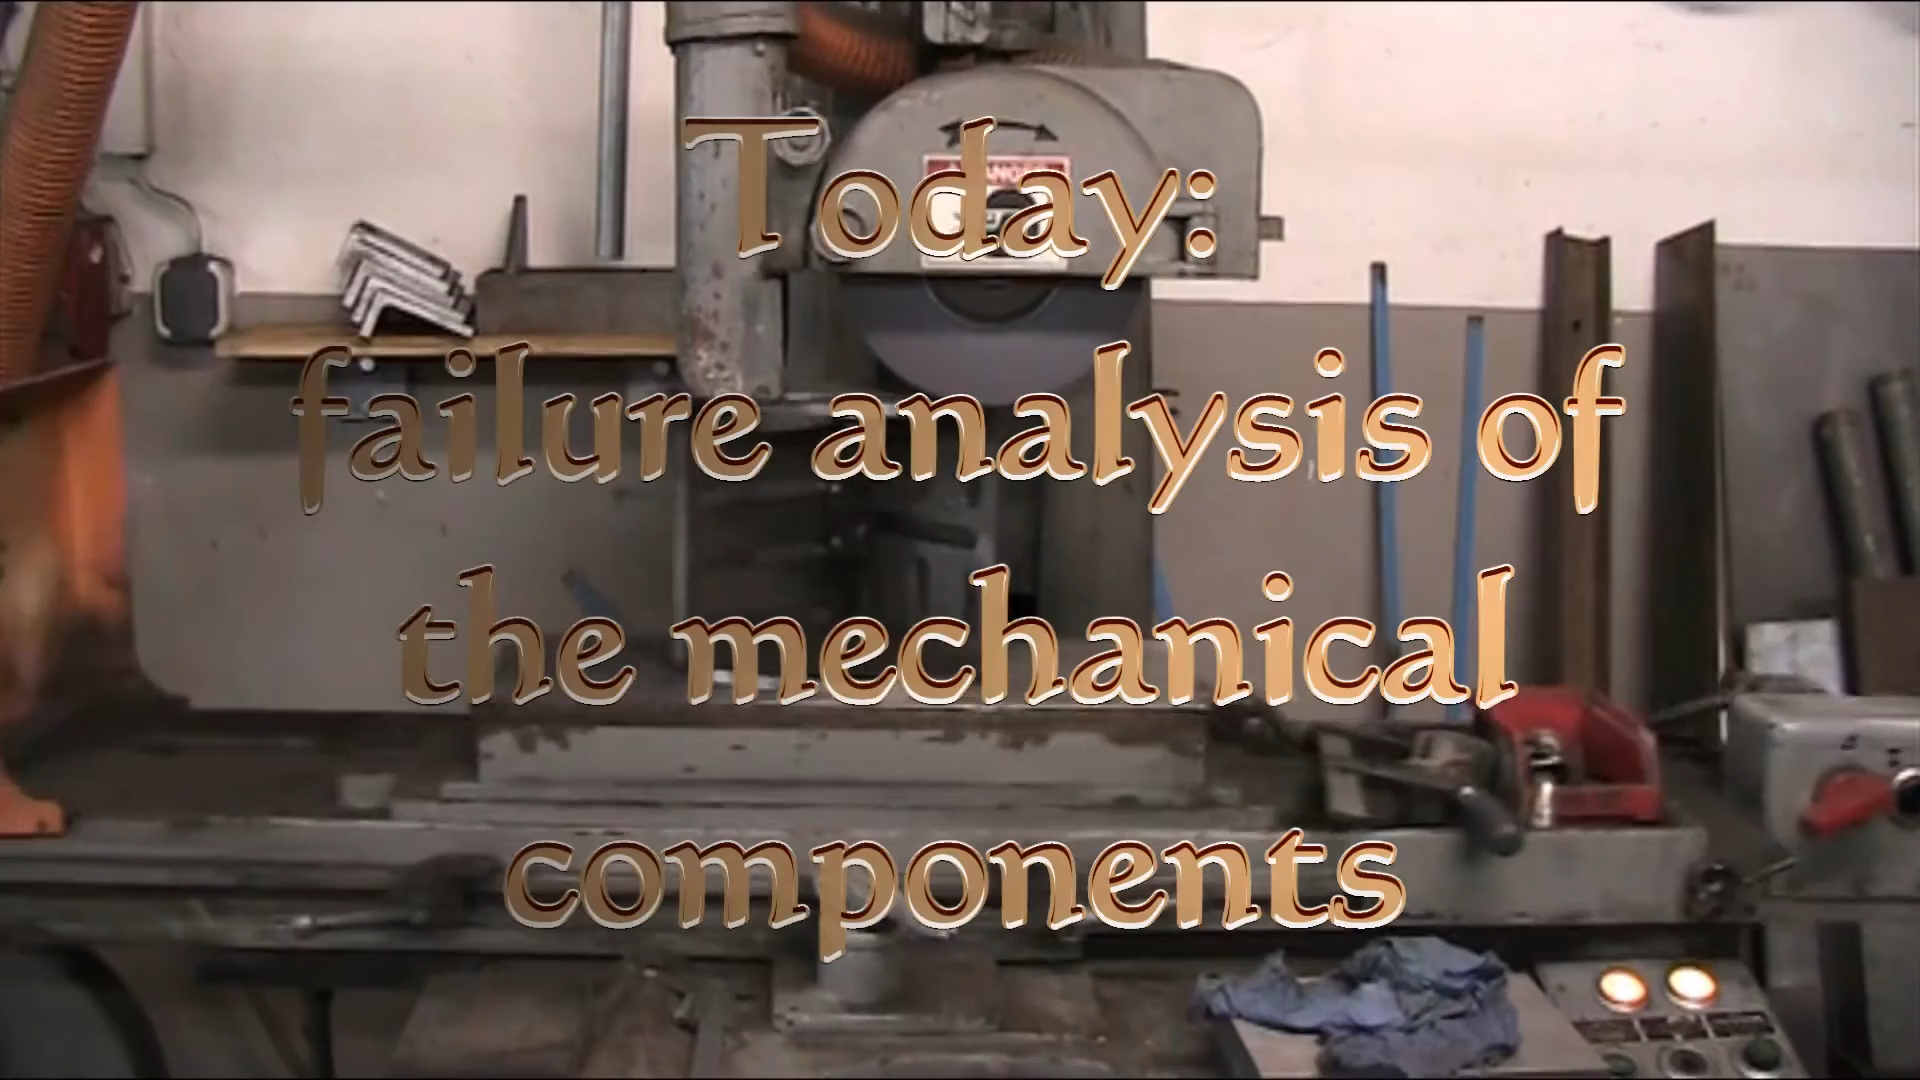 Today:
failure analysis of
the mechanical
components